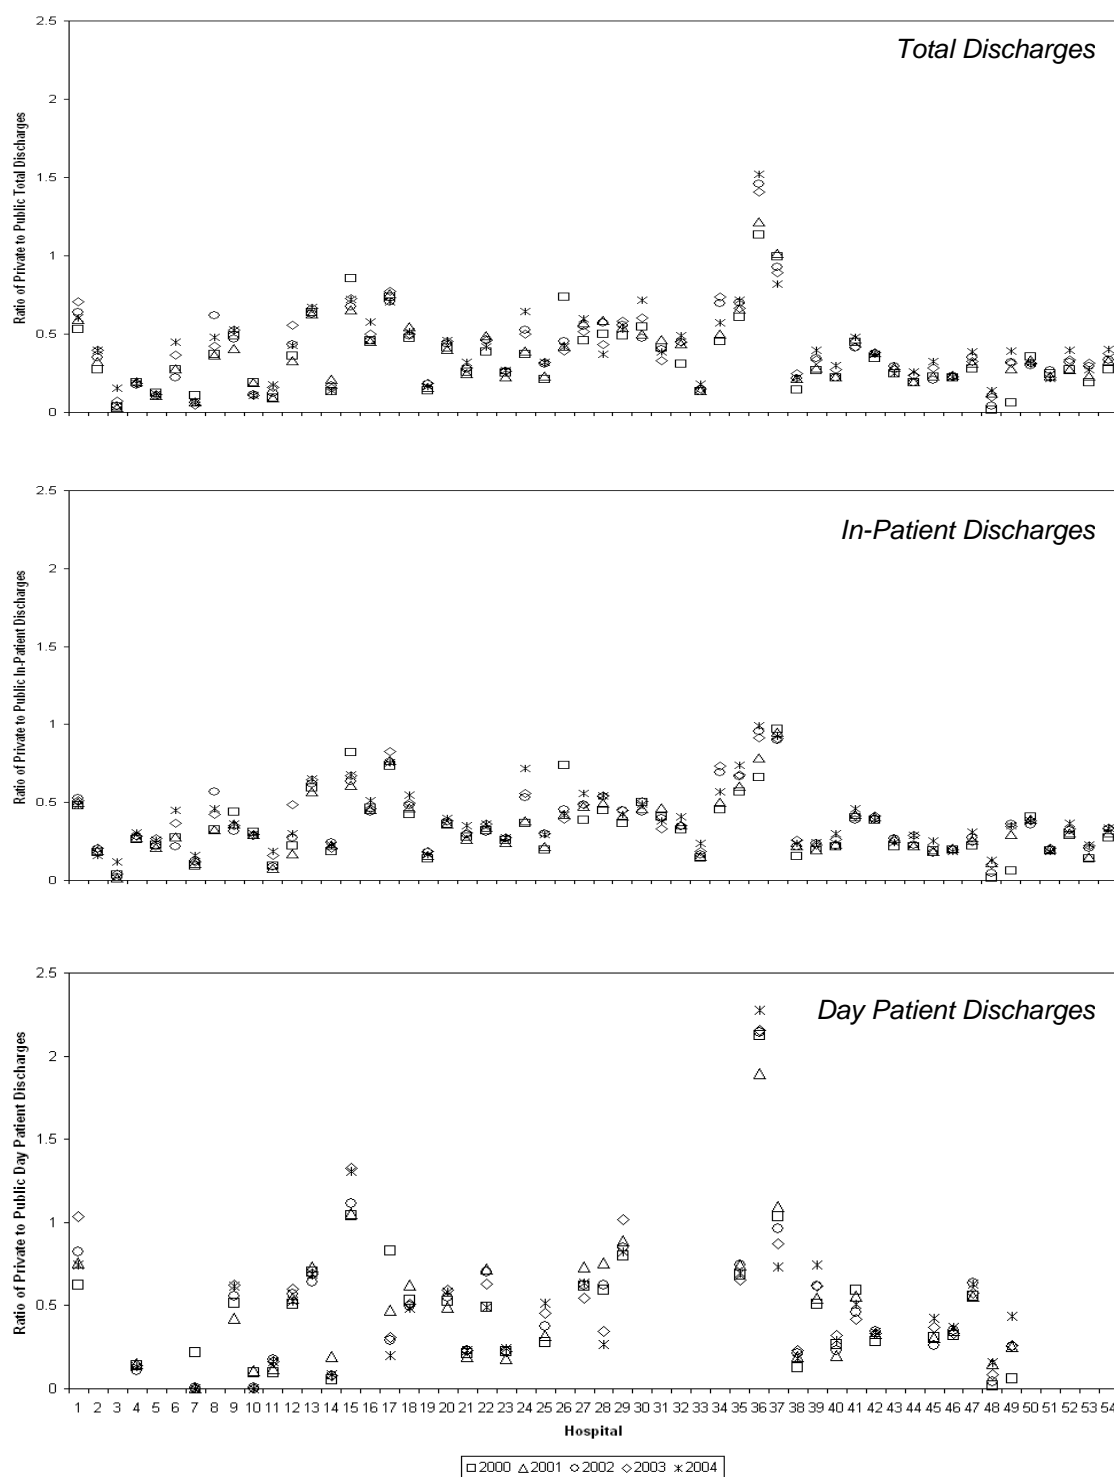 2.5
Total Discharges
2
1.5
1
0.5
0
Ratio of Private to Public Total Discharges
2.5
In-Patient Discharges
2
1.5
1
0.5
0
Ratio of Private to Public In-Patient Discharges
2.5
Day Patient Discharges
2
1.5
1
0.5
0
Ratio of Private to Public Day Patient Discharges
1 2 3 4 5 6 7 8 9 10 11 12 13 14 15 16 17 18 19 20 21 22 23 24 25 26 27 28 29 30 31 32 33 34 35 36 37 38 39 40 41 42 43 44 45 46 47 48 49 50 51 52 53 54
Hospital
2000 2001 2002 2003 2004